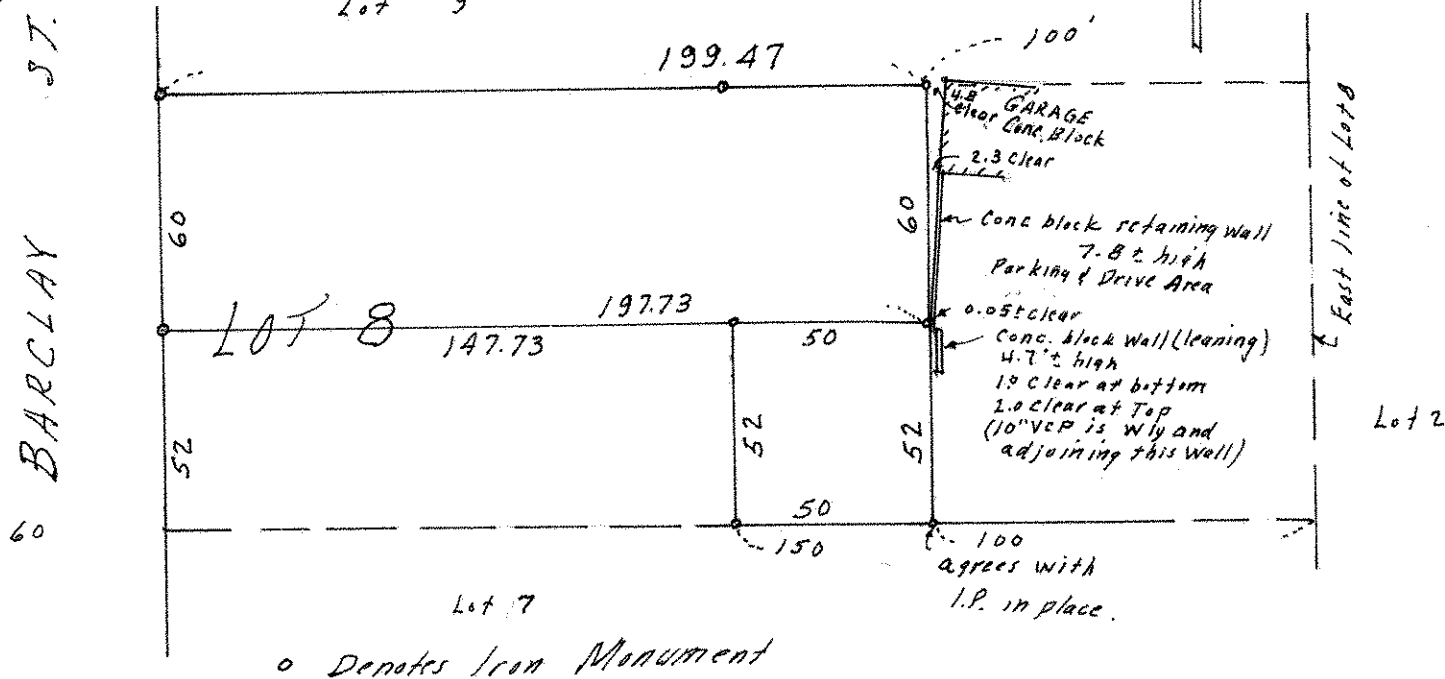 Lot 9
BARCLAY ST.
60
199.47
100'
4.8
Clear
GARAGE
Conc. Block
2.3 Clear
60
60
Conc block retaining Wall
7.8 ± high
Parking & Drive Area
0.05± clear
LOT 8
197.73
147.73
50
Conc. block Wall (leaning)
4.7'± high
1.9 Clear at bottom
2.0 clear at Top
(10" VCP is Wly and
adjoining this Wall)
East line of Lot 8
Lot 2
52
52
52
50
150
100
agrees with
I.P. in place.
Lot 7
o Denotes Iron Monument